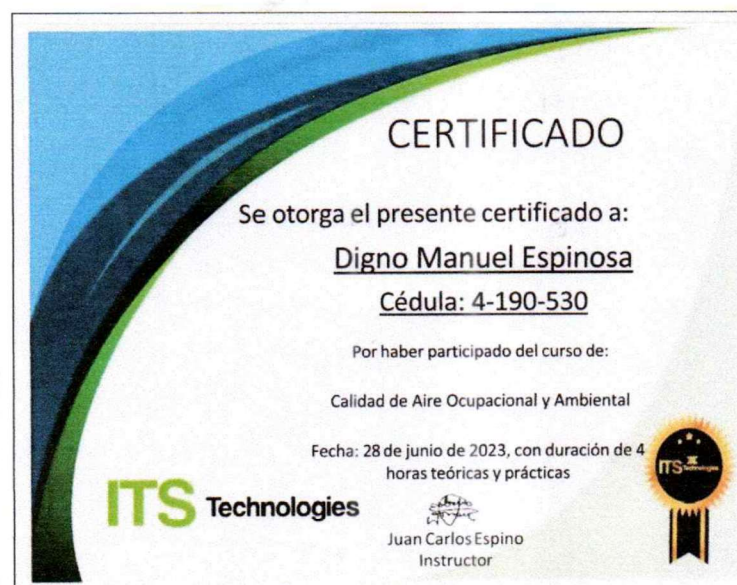 CERTIFICADO
Se otorga el presente certificado a:
Digno Manuel Espinosa
Cédula: 4-190-530
Por haber participado del curso de:
Calidad de Aire Ocupacional y Ambiental
Fecha: 28 de junio de 2023, con duración de 4
horas teóricas y prácticas
ITS Technologies
ITS Technologies
Juan Carlos Espino
Instructor